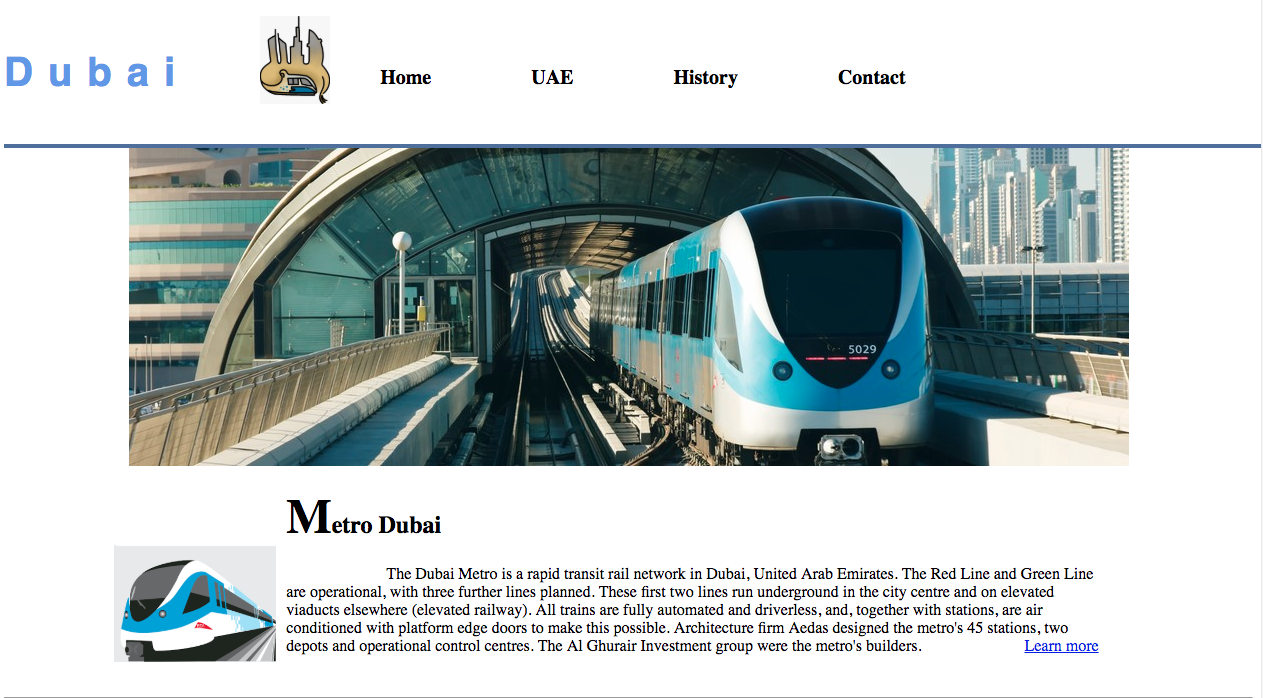 Dubai
Home UAE History Contact
5029
Metro Dubai
The Dubai Metro is a rapid transit rail network in Dubai, United Arab Emirates. The Red Line and Green Line
are operational, with three further lines planned. These first two lines run underground in the city centre and on elevated
viaducts elsewhere (elevated railway). All trains are fully automated and driverless, and, together with stations, are air
conditioned with platform edge doors to make this possible. Architecture firm Aedas designed the metro's 45 stations, two
depots and operational control centres. The Al Ghurair Investment group were the metro's builders. Learn more